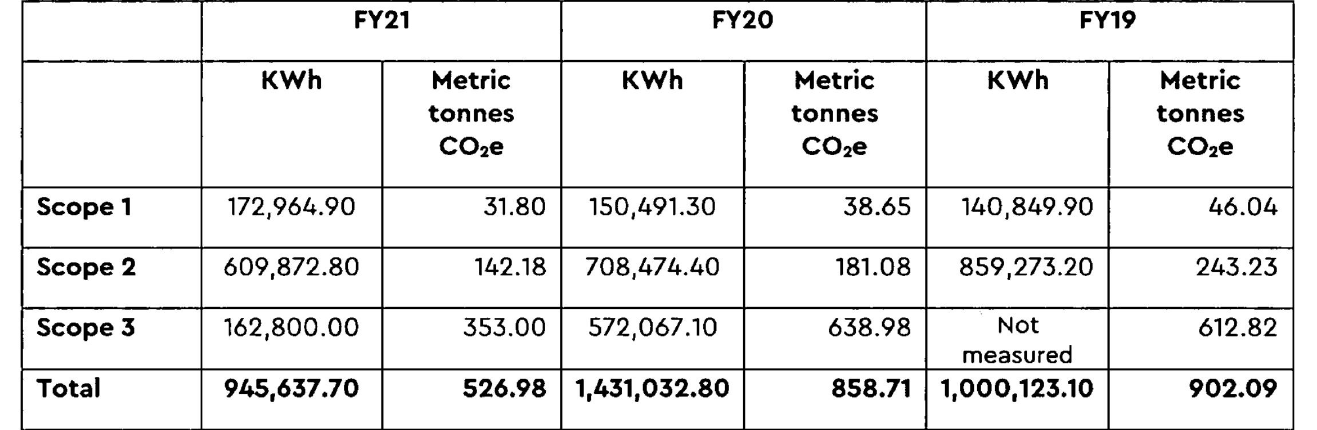 FY21 FY20 FY19
KWh Metric tonnes CO₂e KWh Metric tonnes CO₂e KWh Metric tonnes CO₂e
Scope 1 172,964.90 31.80 150,491.30 38.65 140,849.90 46.04
Scope 2 609,872.80 142.18 708,474.40 181.08 859,273.20 243.23
Scope 3 162,800.00 353.00 572,067.10 638.98 Not measured 612.82
Total 945,637.70 526.98 1,431,032.80 858.71 1,000,123.10 902.09